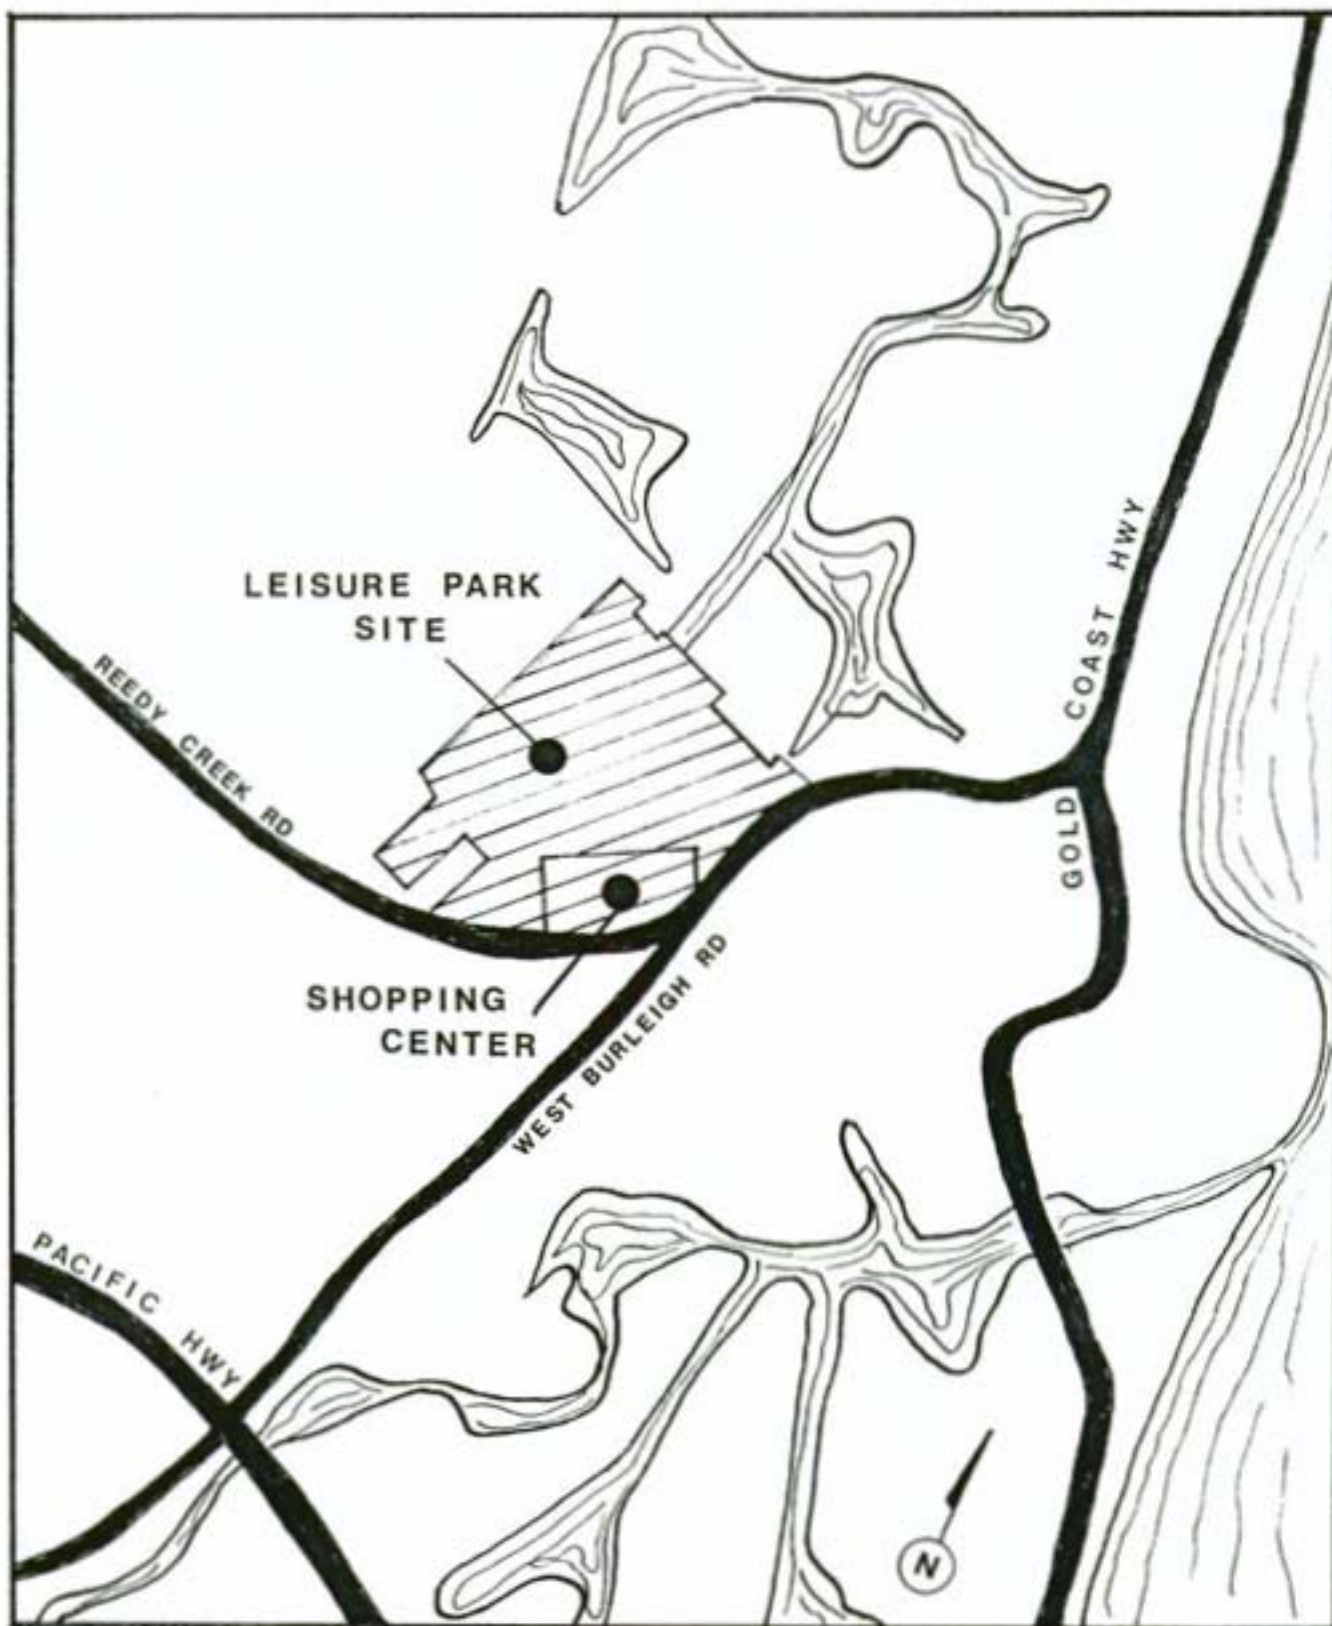 LEISURE PARK
SITE
REEDY CREEK RD
SHOPPING
CENTER
WEST BURLEIGH RD
GOLD COAST HWY
PACIFIC HWY
N